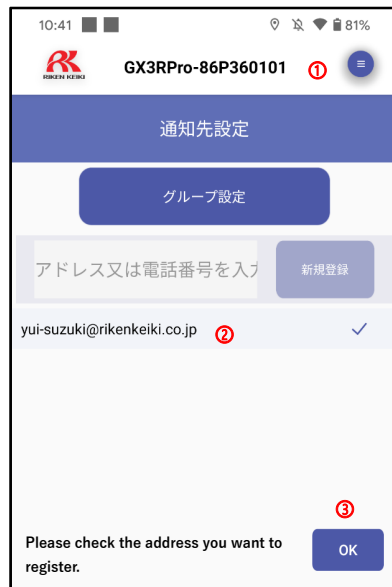 10:41
81%
RIKEN KEIKI
GX3RPro-86P360101
①
通知先設定
グループ設定
アドレス又は電話番号を入力
新規登録
yui-suzuki@rikenkeiki.co.jp
②
③
Please check the address you want to
register.
OK